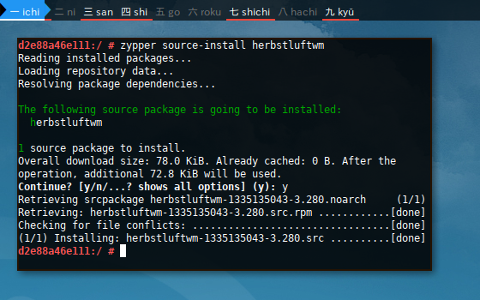 一 ichi 二 ni 三 san 四 shi 五 go 六 roku 七 shichi 八 hachi 九 kyū
d2e88a46e111:/ # zypper source-install herbstluftwm
Reading installed packages...
Loading repository data...
Resolving package dependencies...
The following source package is going to be installed:
herbstluftwm
1 source package to install.
Overall download size: 78.0 KiB. Already cached: 0 B. After the
operation, additional 72.8 KiB will be used.
Continue? [y/n/...? shows all options] (y): y
Retrieving srcpackage herbstluftwm-1335135043-3.280.noarch (1/1)
Retrieving: herbstluftwm-1335135043-3.280.src.rpm ............[done]
Checking for file conflicts: .................................[done]
(1/1) Installing: herbstluftwm-1335135043-3.280.src ..........[done]
d2e88a46e111:/ #